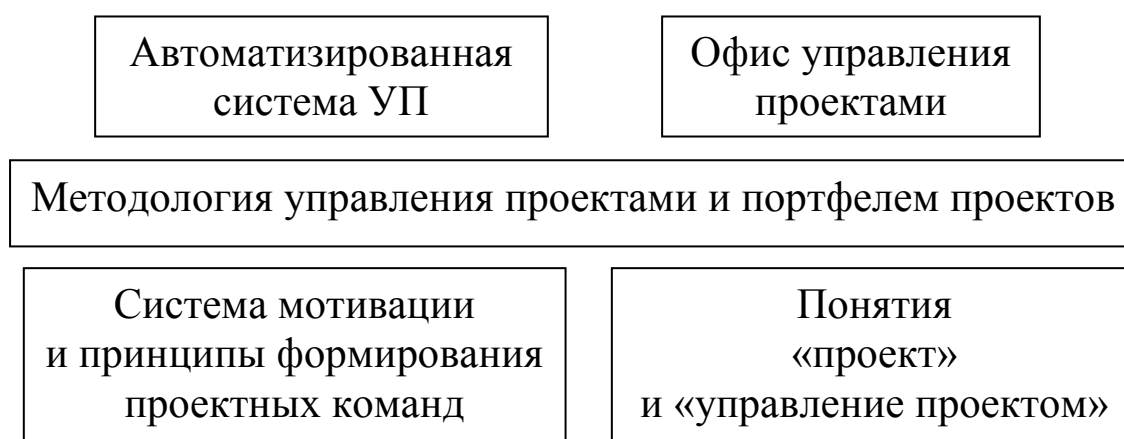 Автоматизированная
система УП
Офис управления
проектами
Методология управления проектами и портфелем проектов
Система мотивации
и принципы формирования
проектных команд
Понятия
«проект»
и «управление проектом»